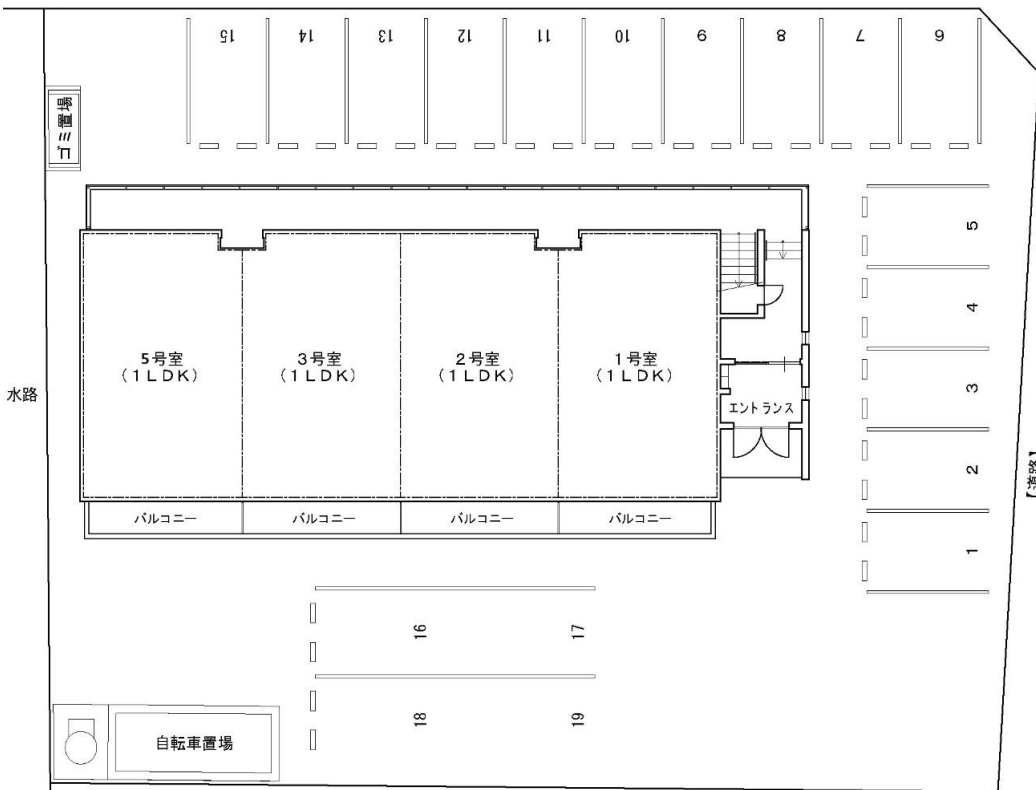 15
14
13
12
11
10
9
8
7
6
ゴミ置場
5
4
3
2
1
5号室
(1LDK)
3号室
(1LDK)
2号室
(1LDK)
1号室
(1LDK)
エントランス
水路
【道路】
バルコニー
バルコニー
バルコニー
バルコニー
16
17
18
19
自転車置場